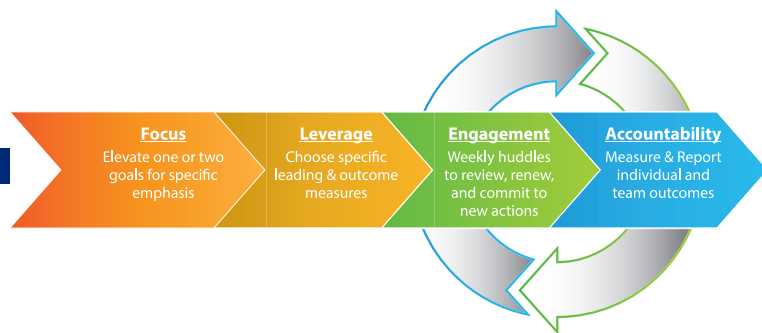 Focus
Elevate one or two
goals for specific
emphasis
Leverage
Choose specific
leading & outcome
measures
Engagement
Weekly huddles
to review, renew,
and commit to
new actions
Accountability
Measure & Report
individual and
team outcomes